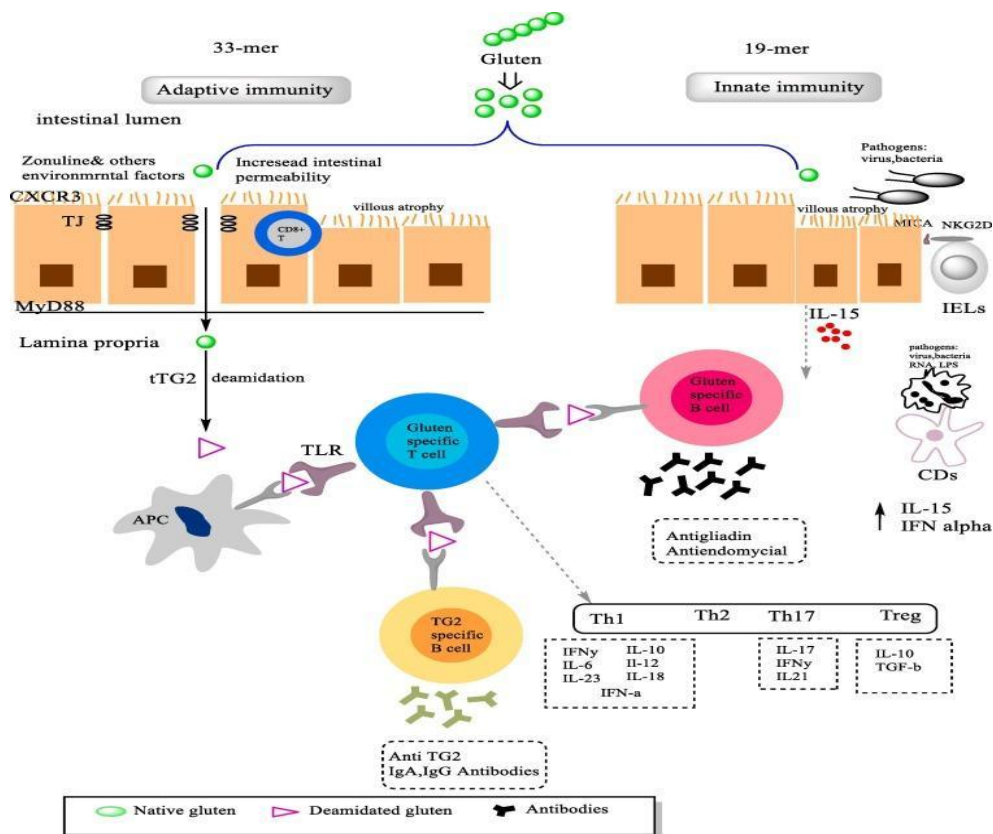 33-mer
Gluten
19-mer
Adaptive immunity
Innate immunity
intestinal lumen
Zonuline& others
environmrntal factors
Incresead intestinal
permeability
Pathogens:
virus,bacteria
CXCR3
TJ
CD8+
T
villous atrophy
villous atrophy
MICA
NKG2D
IELs
MyD88
IL-15
Lamina propria
tTG2
deamidation
pathogens:
virus,bacteria
RNA, LPS
CDs
IL-15
IFN alpha
Gluten
specific
T cell
Gluten
specific
B cell
TLR
APC
Antigliadin
Antiendomycial
TG2
specific
B cell
Th1
Th2
Th17
Treg
IFNy
IL-10
IL-6
Il-12
IL-23
IL-18
IFN-a
IL-17
IFNy
IL21
IL-10
TGF-b
Anti TG2
IgA,IgG Antibodies
Native gluten
Deamidated gluten
Antibodies